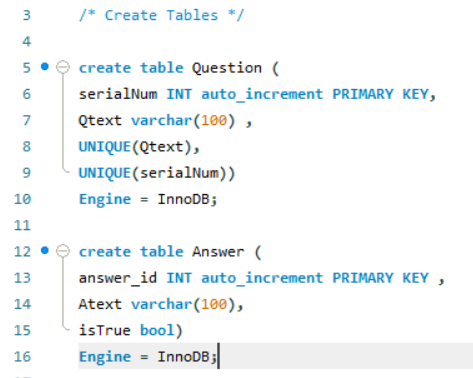 3 /* Create Tables */
4
5 create table Question (
6 serialNum INT auto_increment PRIMARY KEY,
7 Qtext varchar(100) ,
8 UNIQUE(Qtext),
9 UNIQUE(serialNum))
10 Engine = InnoDB;
11
12 create table Answer (
13 answer_id INT auto_increment PRIMARY KEY ,
14 Atext varchar(100),
15 isTrue bool)
16 Engine = InnoDB;